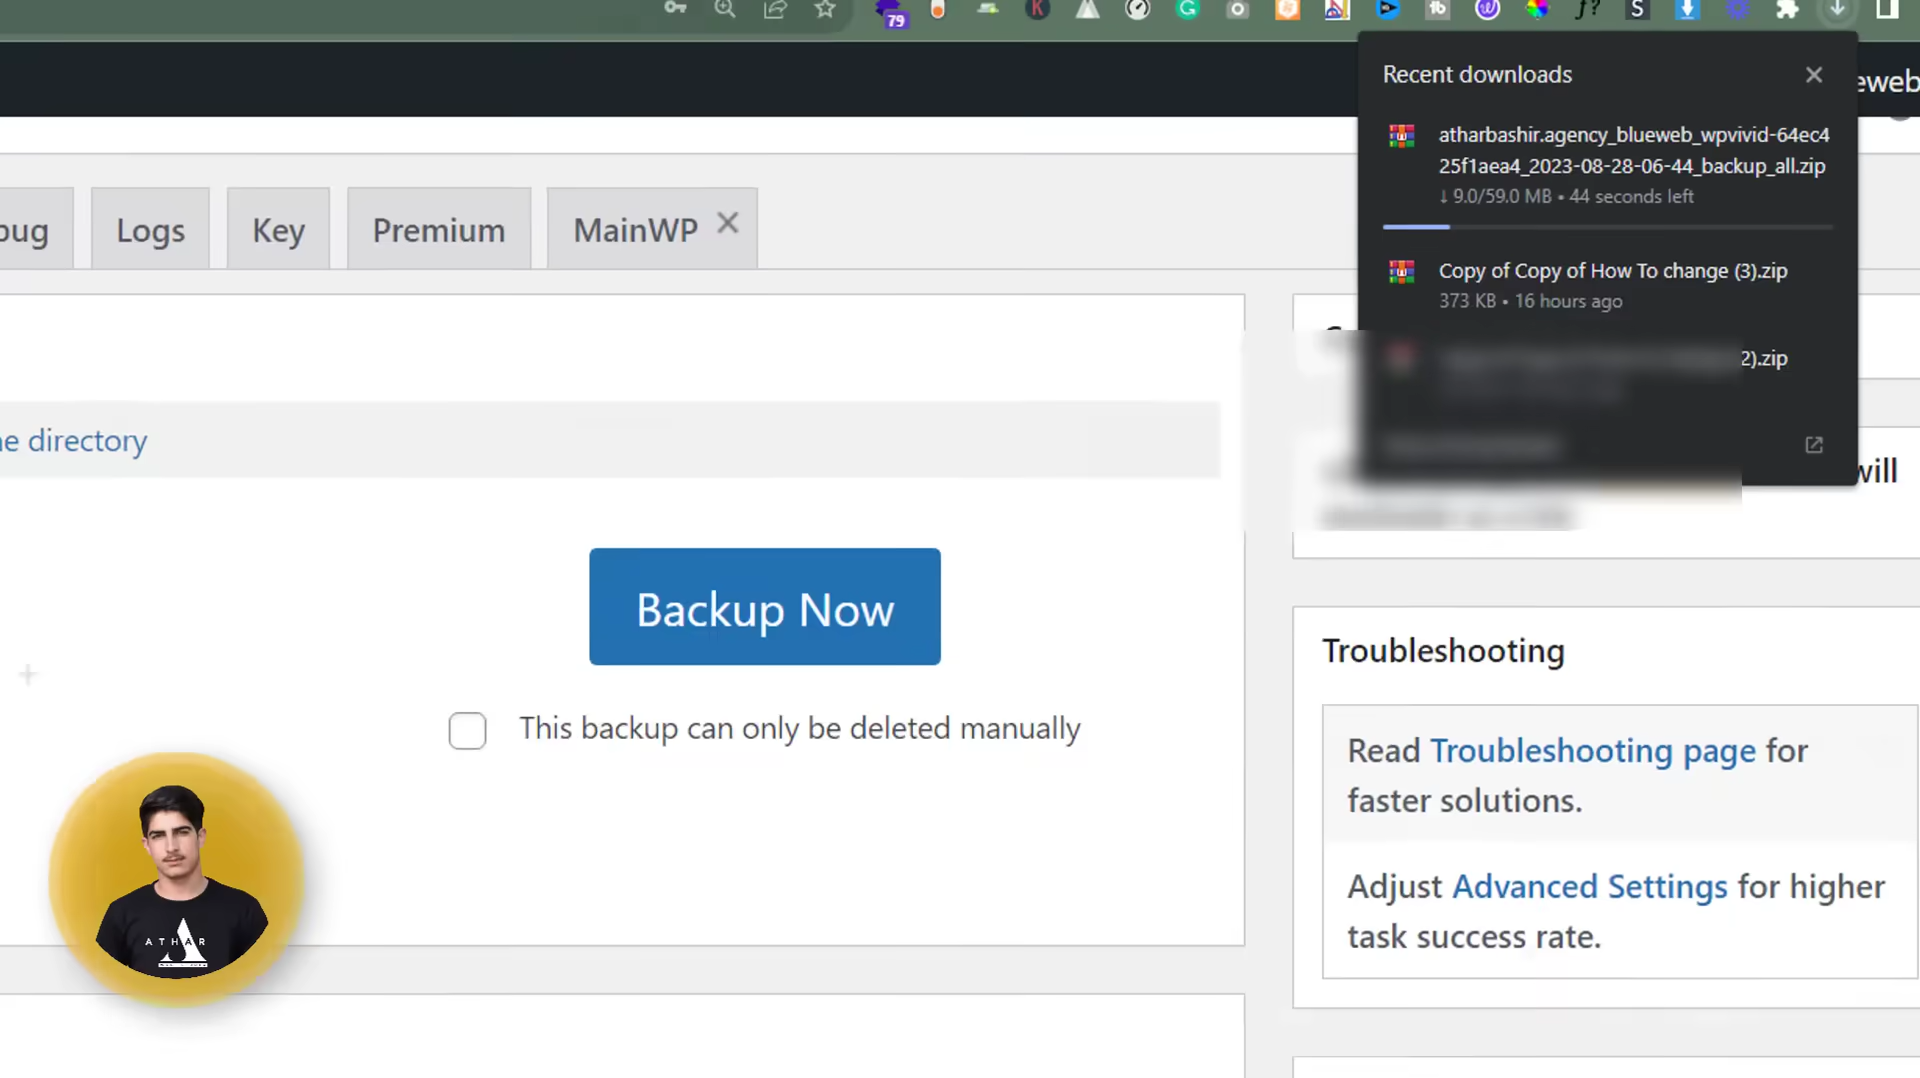 79
Recent downloads
eweb
atharbashir.agency_blueweb_wpvivid-64ec4
25f1aea4_2023-08-28-06-44_backup_all.zip
↓ 9.0/59.0 MB • 44 seconds left
Copy of Copy of How To change (3).zip
373 KB • 16 hours ago
2).zip
bug
Logs
Key
Premium
MainWP
e directory
will
Backup Now
This backup can only be deleted manually
Troubleshooting
Read Troubleshooting page for
faster solutions.
Adjust Advanced Settings for higher
task success rate.
ATHAR